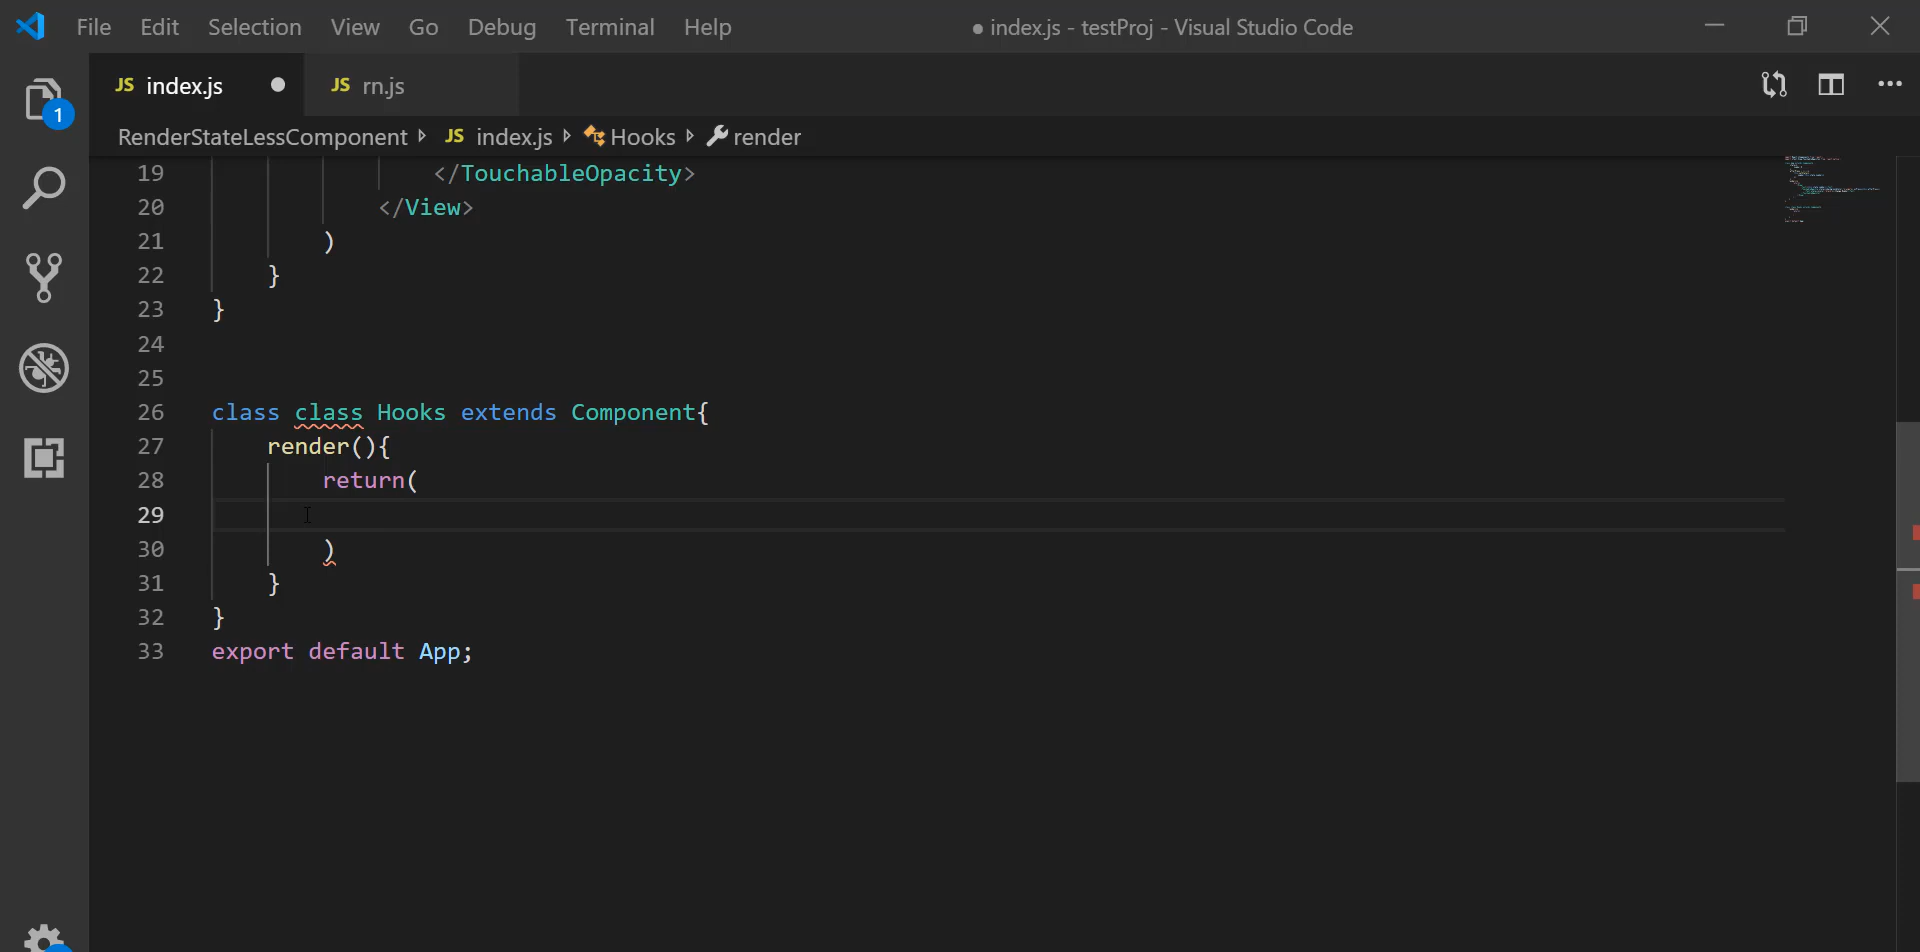 File Edit Selection View Go Debug Terminal Help ● index.js - testProj - Visual Studio Code
JS index.js ● JS rn.js
1
RenderStateLessComponent JS index.js Hooks render
19 </TouchableOpacity>
20 </View>
21 )
22 }
23 }
24
25
26 class class Hooks extends Component{
27 render(){
28 return(
29
30 )
31 }
32 }
33 export default App;